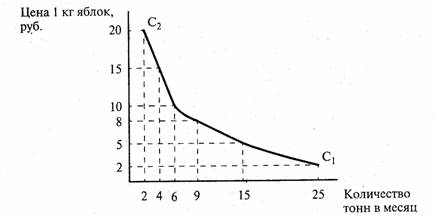 Цена 1 кг яблок,
руб.
C₂
20
15
10
8
5
2
C₁
2 4 6 9 15 25
Количество
тонн в месяц